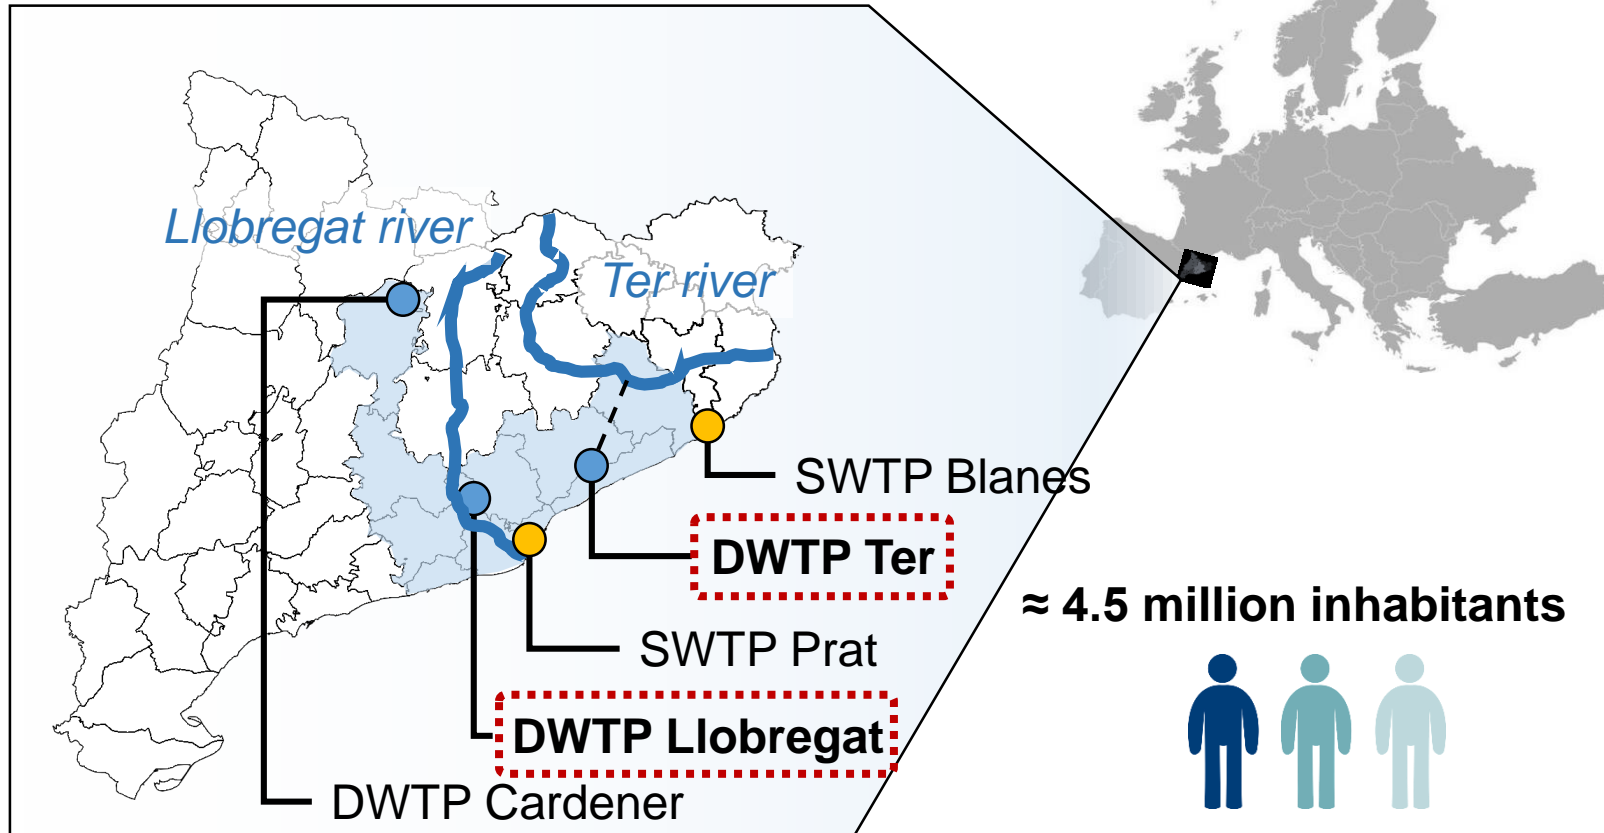 Llobregat river
Ter river
SWTP Blanes
DWTP Ter
≈ 4.5 million inhabitants
SWTP Prat
DWTP Llobregat
DWTP Cardener